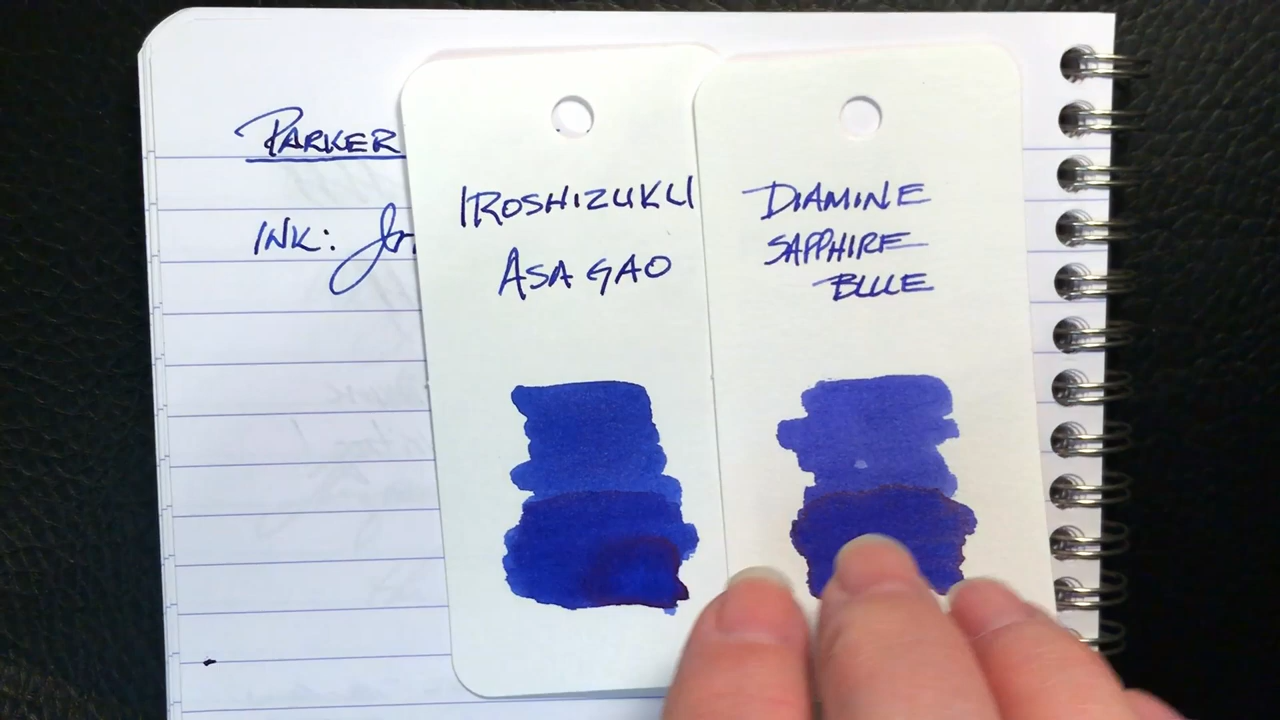 PARKER
INK:
IROSHIZUKU
ASA GAO
DIAMINE
SAPPHIRE
BLUE